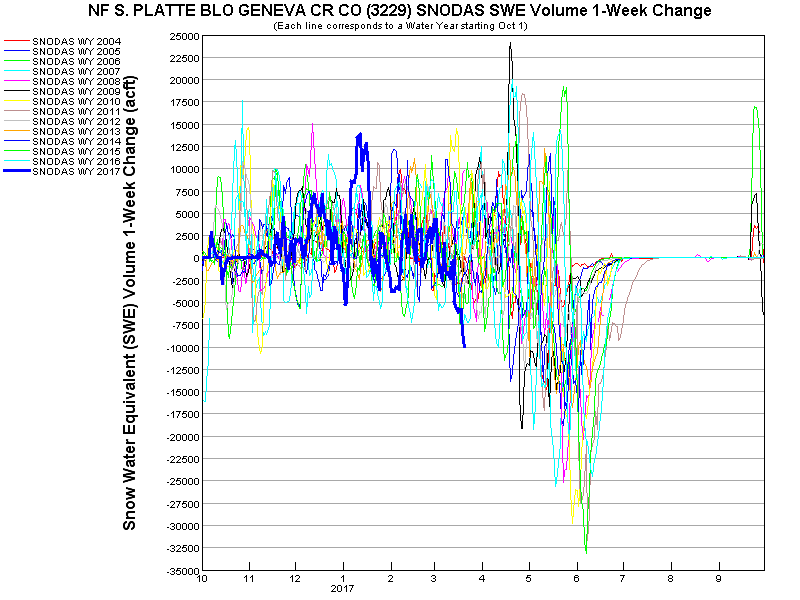 NF S. PLATTE BLO GENEVA CR CO (3229) SNODAS SWE Volume 1-Week Change
(Each line corresponds to a Water Year starting Oct 1)
SNODAS WY 2004
SNODAS WY 2005
SNODAS WY 2006
SNODAS WY 2007
SNODAS WY 2008
SNODAS WY 2009
SNODAS WY 2010
SNODAS WY 2011
SNODAS WY 2012
SNODAS WY 2013
SNODAS WY 2014
SNODAS WY 2015
SNODAS WY 2016
SNODAS WY 2017
Snow Water Equivalent (SWE) Volume 1-Week Change (acft)
25000
22500
20000
17500
15000
12500
10000
7500
5000
2500
0
-2500
-5000
-7500
-10000
-12500
-15000
-17500
-20000
-22500
-25000
-27500
-30000
-32500
-35000
10 11 12 1 2 3 4 5 6 7 8 9
2017